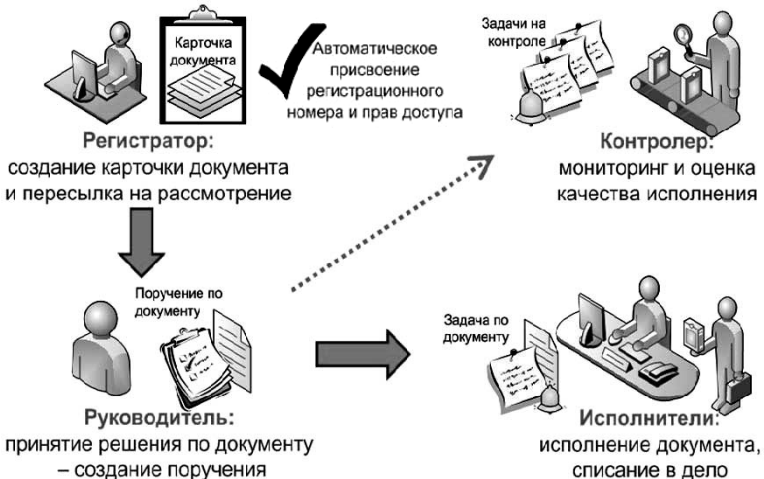 Карточка
документа
Автоматическое
присвоение
регистрационного
номера и прав доступа
Регистратор:
создание карточки документа
и пересылка на рассмотрение
Задачи на
контроле
Контролер:
мониторинг и оценка
качества исполнения
Поручение по
документу
Руководитель:
принятие решения по документу
– создание поручения
Задача по
документу
Исполнители:
исполнение документа,
списание в дело